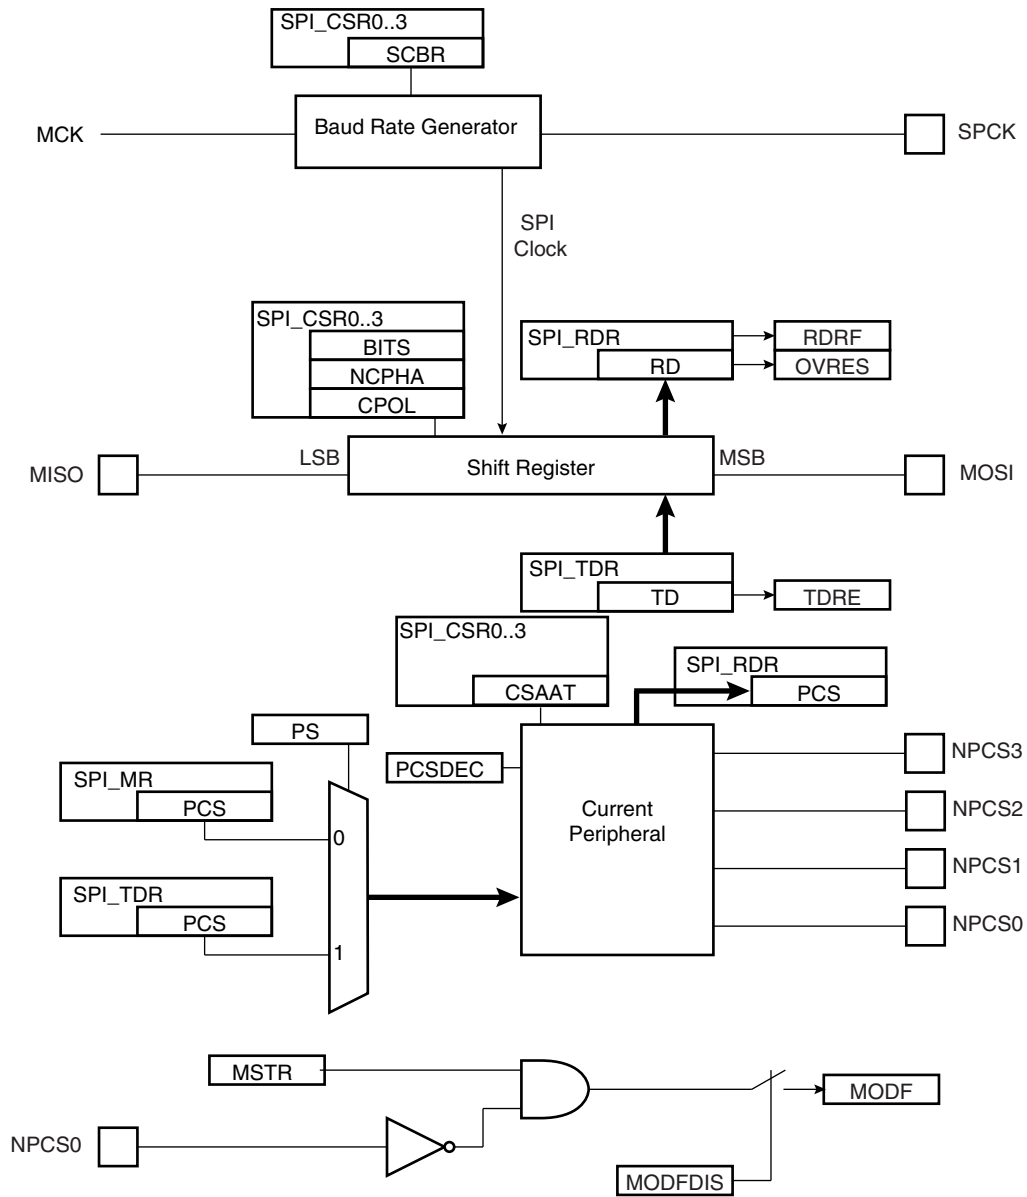 SPI_CSR0..3
SCBR
MCK
Baud Rate Generator
SPCK
SPI
Clock
SPI_CSR0..3
BITS
NCPHA
CPOL
SPI_RDR
RD
RDRF
OVRES
MISO
LSB
Shift Register
MSB
MOSI
SPI_TDR
TD
TDRE
SPI_CSR0..3
CSAAT
SPI_RDR
PCS
PS
PCSDEC
SPI_MR
PCS
0
Current
Peripheral
NPCS3
NPCS2
NPCS1
NPCS0
SPI_TDR
PCS
1
MSTR
MODF
NPCS0
MODFDIS